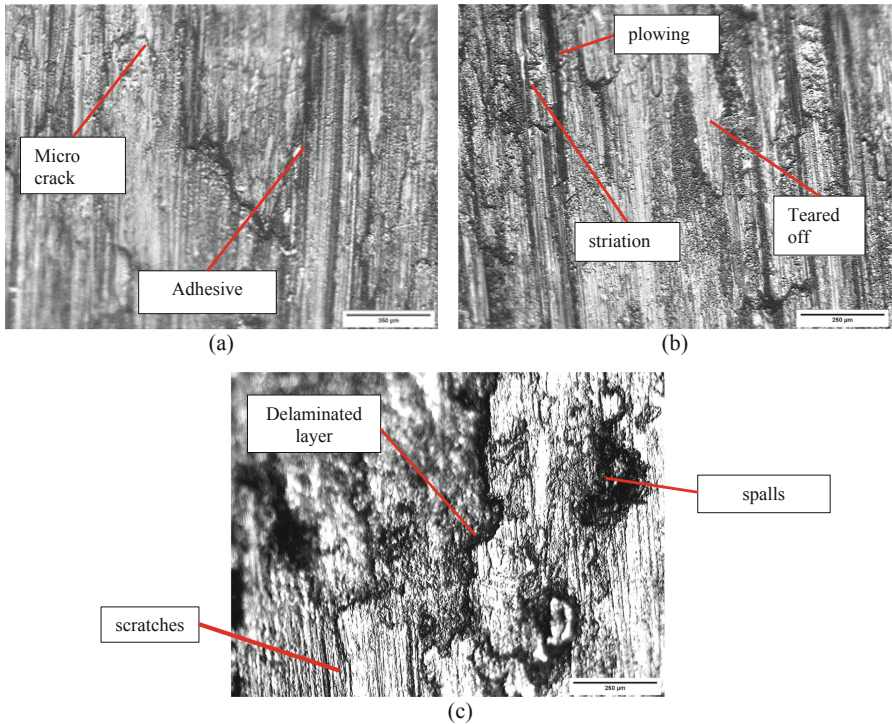 Micro
crack
Adhesive
350 µm
(a)
plowing
striation
Teared
off
250 µm
(b)
Delaminated
layer
spalls
scratches
250 µm
(c)